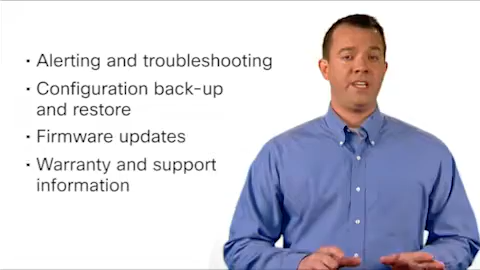 · Alerting and troubleshooting
· Configuration back-up
and restore
· Firmware updates
· Warranty and support
information